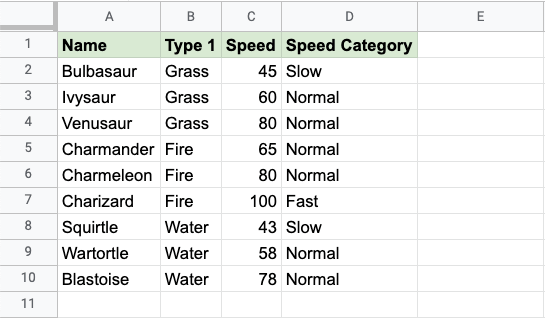 A B C D E
1 Name Type 1 Speed Speed Category
2 Bulbasaur Grass 45 Slow
3 Ivysaur Grass 60 Normal
4 Venusaur Grass 80 Normal
5 Charmander Fire 65 Normal
6 Charmeleon Fire 80 Normal
7 Charizard Fire 100 Fast
8 Squirtle Water 43 Slow
9 Wartortle Water 58 Normal
10 Blastoise Water 78 Normal
11